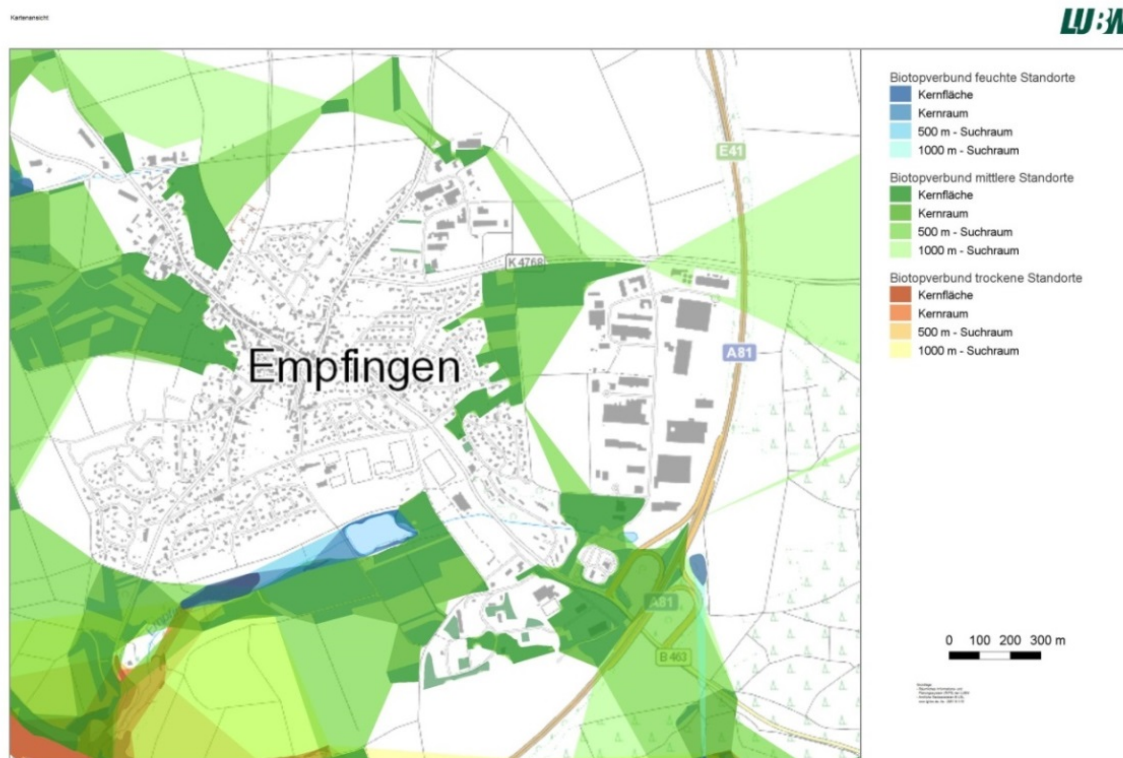 Kartenansicht
LUBW
Biotopverbund feuchte Standorte
Kernfläche
Kernraum
500 m - Suchraum
1000 m - Suchraum
Biotopverbund mittlere Standorte
Kernfläche
Kernraum
500 m - Suchraum
1000 m - Suchraum
Biotopverbund trockene Standorte
Kernfläche
Kernraum
500 m - Suchraum
1000 m - Suchraum
E41
K 4768
A81
Empfingen
A81
B 463
0 100 200 300 m